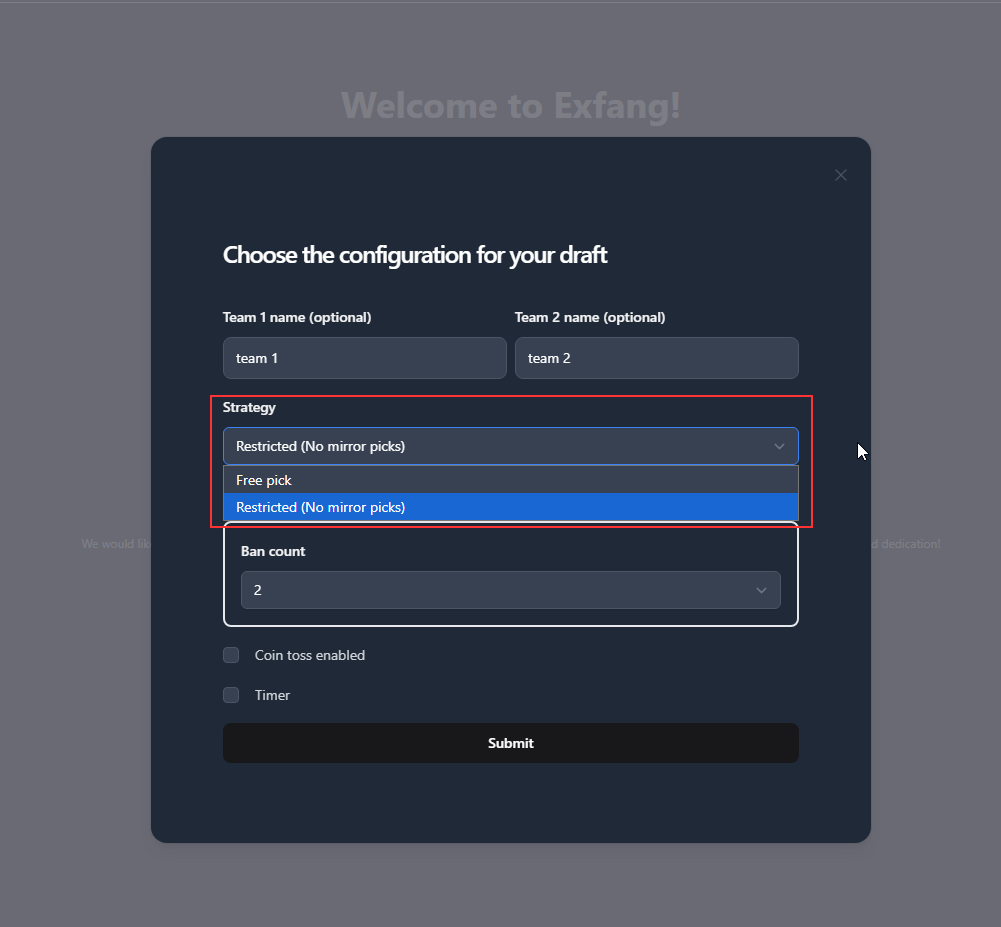 Welcome to Exfang!
Choose the configuration for your draft
Team 1 name (optional) Team 2 name (optional)
team 1 team 2
Strategy
Restricted (No mirror picks)
Free pick
Restricted (No mirror picks)
We would lik d dedication!
Ban count
2
Coin toss enabled
Timer
Submit